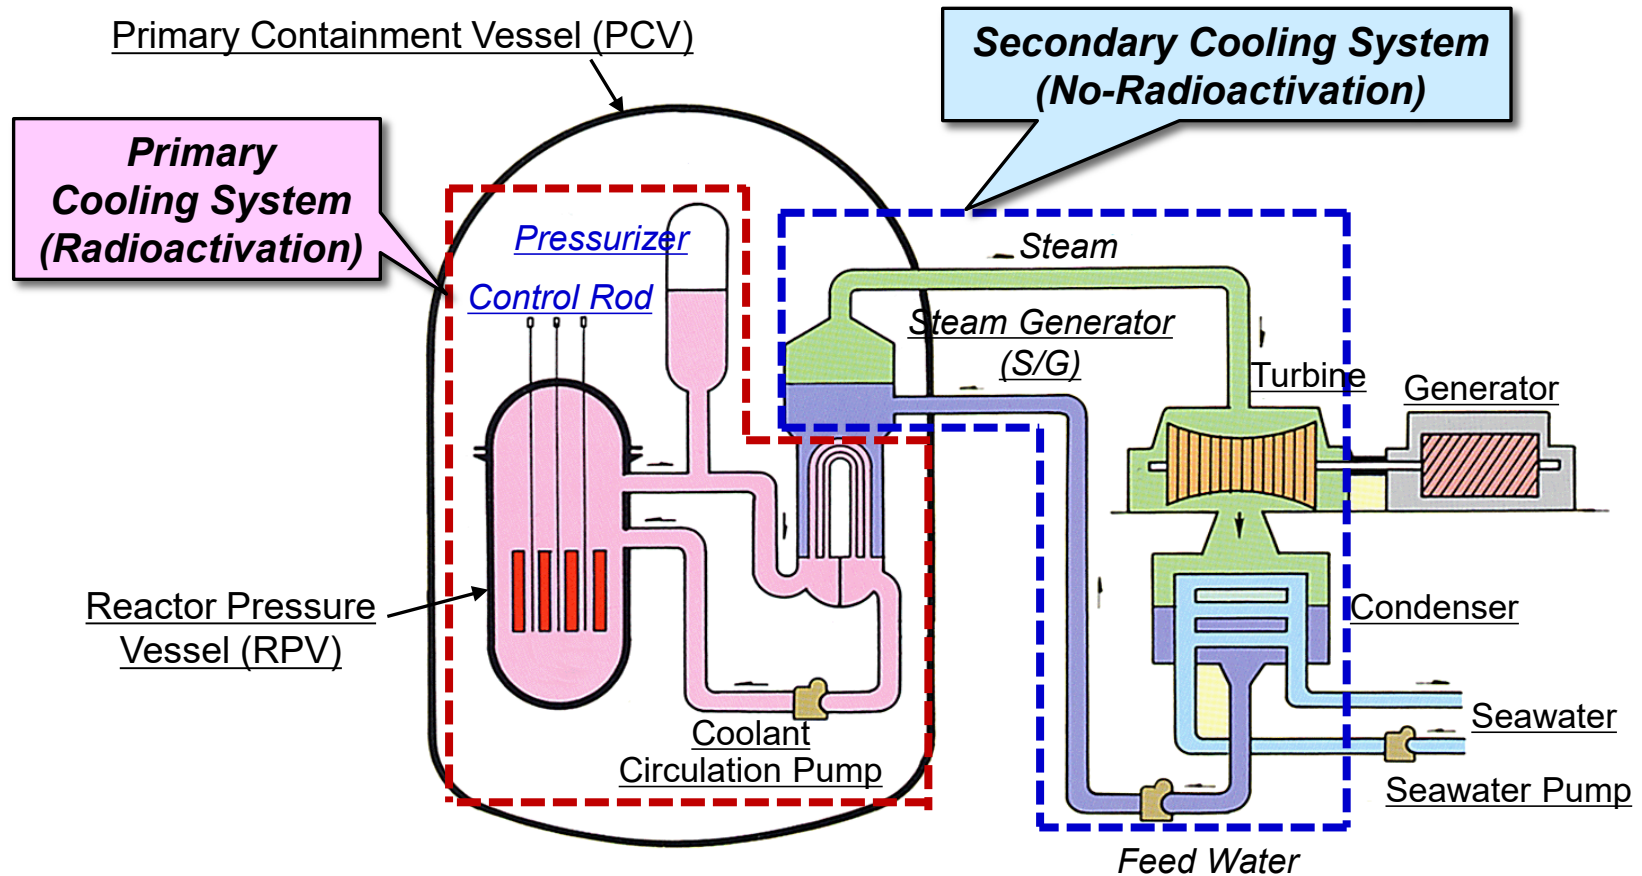 Primary Containment Vessel (PCV)
Secondary Cooling System
(No-Radioactivation)
Primary
Cooling System
(Radioactivation)
Pressurizer
Control Rod
Steam
Steam Generator
(S/G)
Turbine
Generator
Reactor Pressure
Vessel (RPV)
Condenser
Coolant
Circulation Pump
Seawater
Seawater Pump
Feed Water